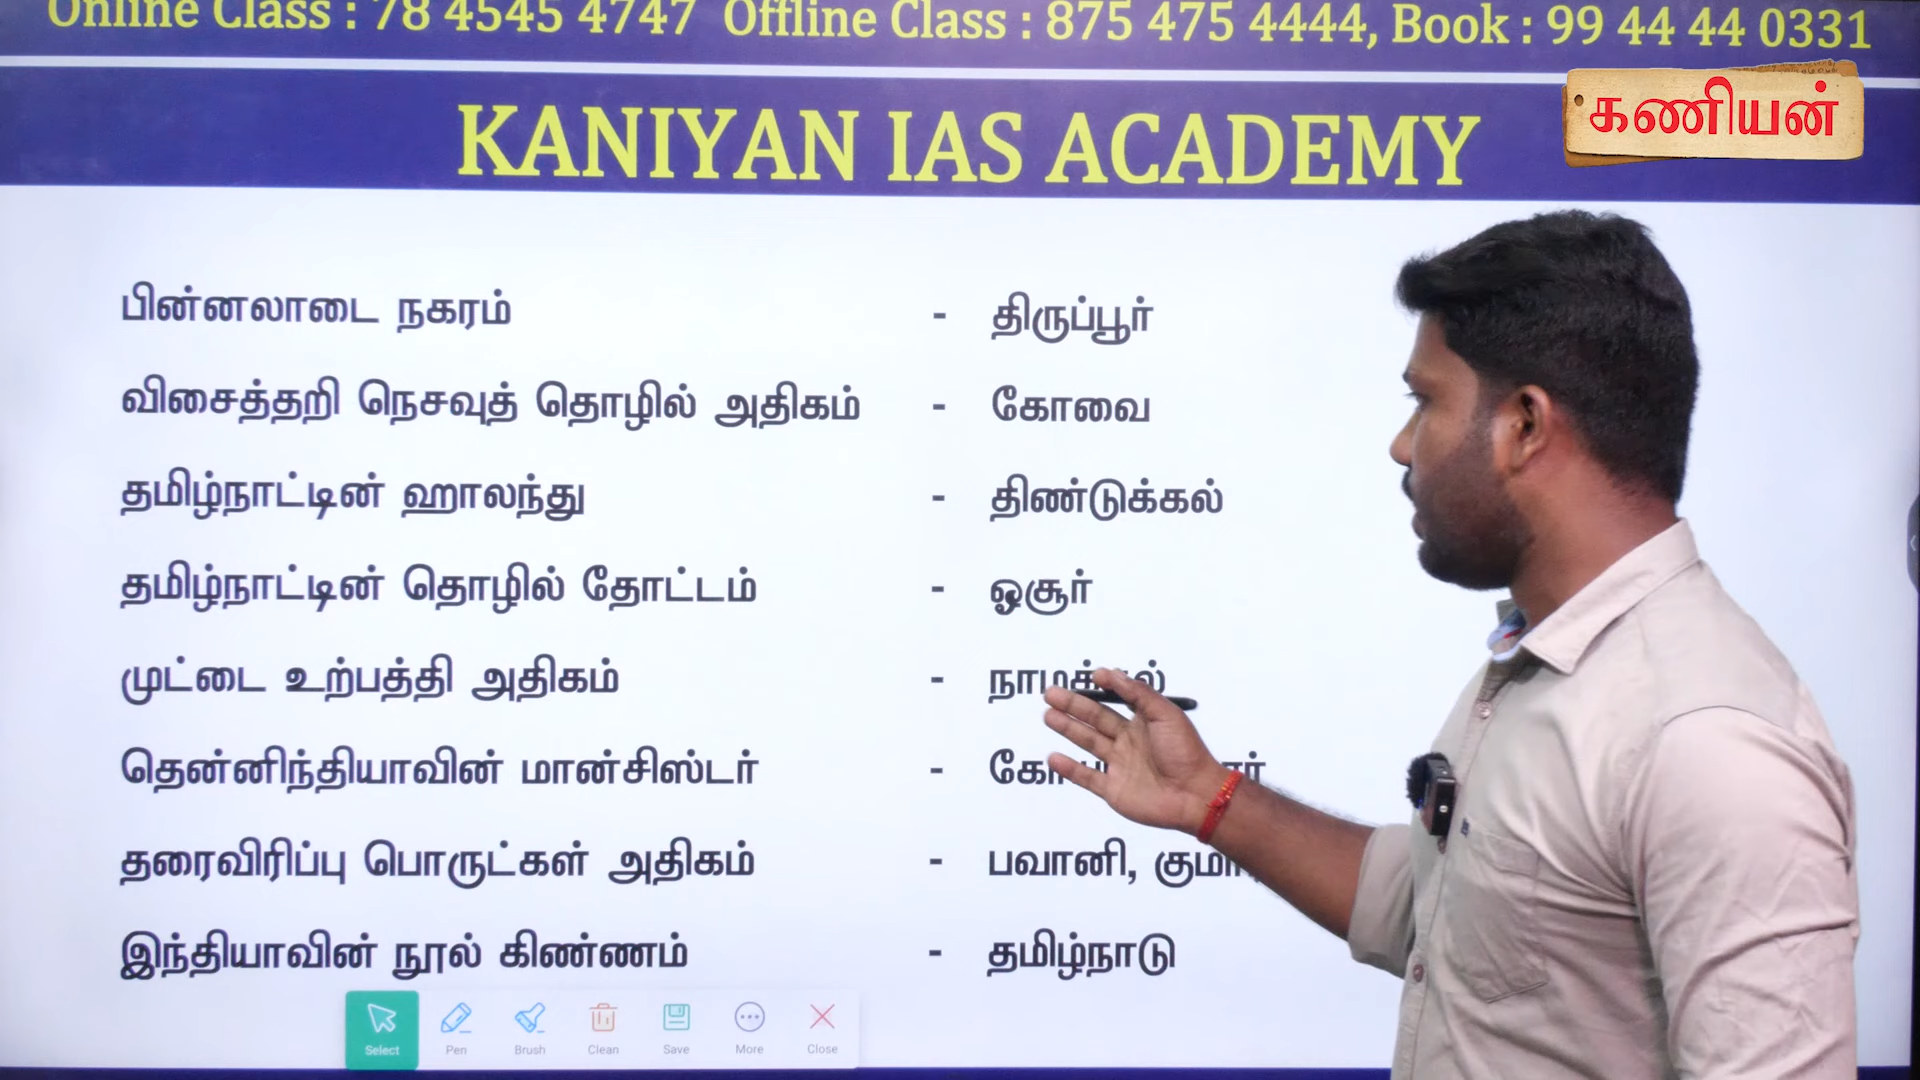 Online Class : 78 4545 4747 Offline Class : 875 475 4444, Book : 99 44 44 0331
கணியன்
KANIYAN IAS ACADEMY
பின்னலாடை நகரம் - திருப்பூர்
விசைத்தறி நெசவுத் தொழில் அதிகம் - கோவை
தமிழ்நாட்டின் ஹாலந்து - திண்டுக்கல்
தமிழ்நாட்டின் தொழில் தோட்டம் - ஓசூர்
முட்டை உற்பத்தி அதிகம் - நாமக்கல்
தென்னிந்தியாவின் மான்சிஸ்டர் -
தரைவிரிப்பு பொருட்கள் அதிகம் - பவானி,
இந்தியாவின் நூல் கிண்ணம் - தமிழ்நாடு
Select Pen Brush Clean Save More Close